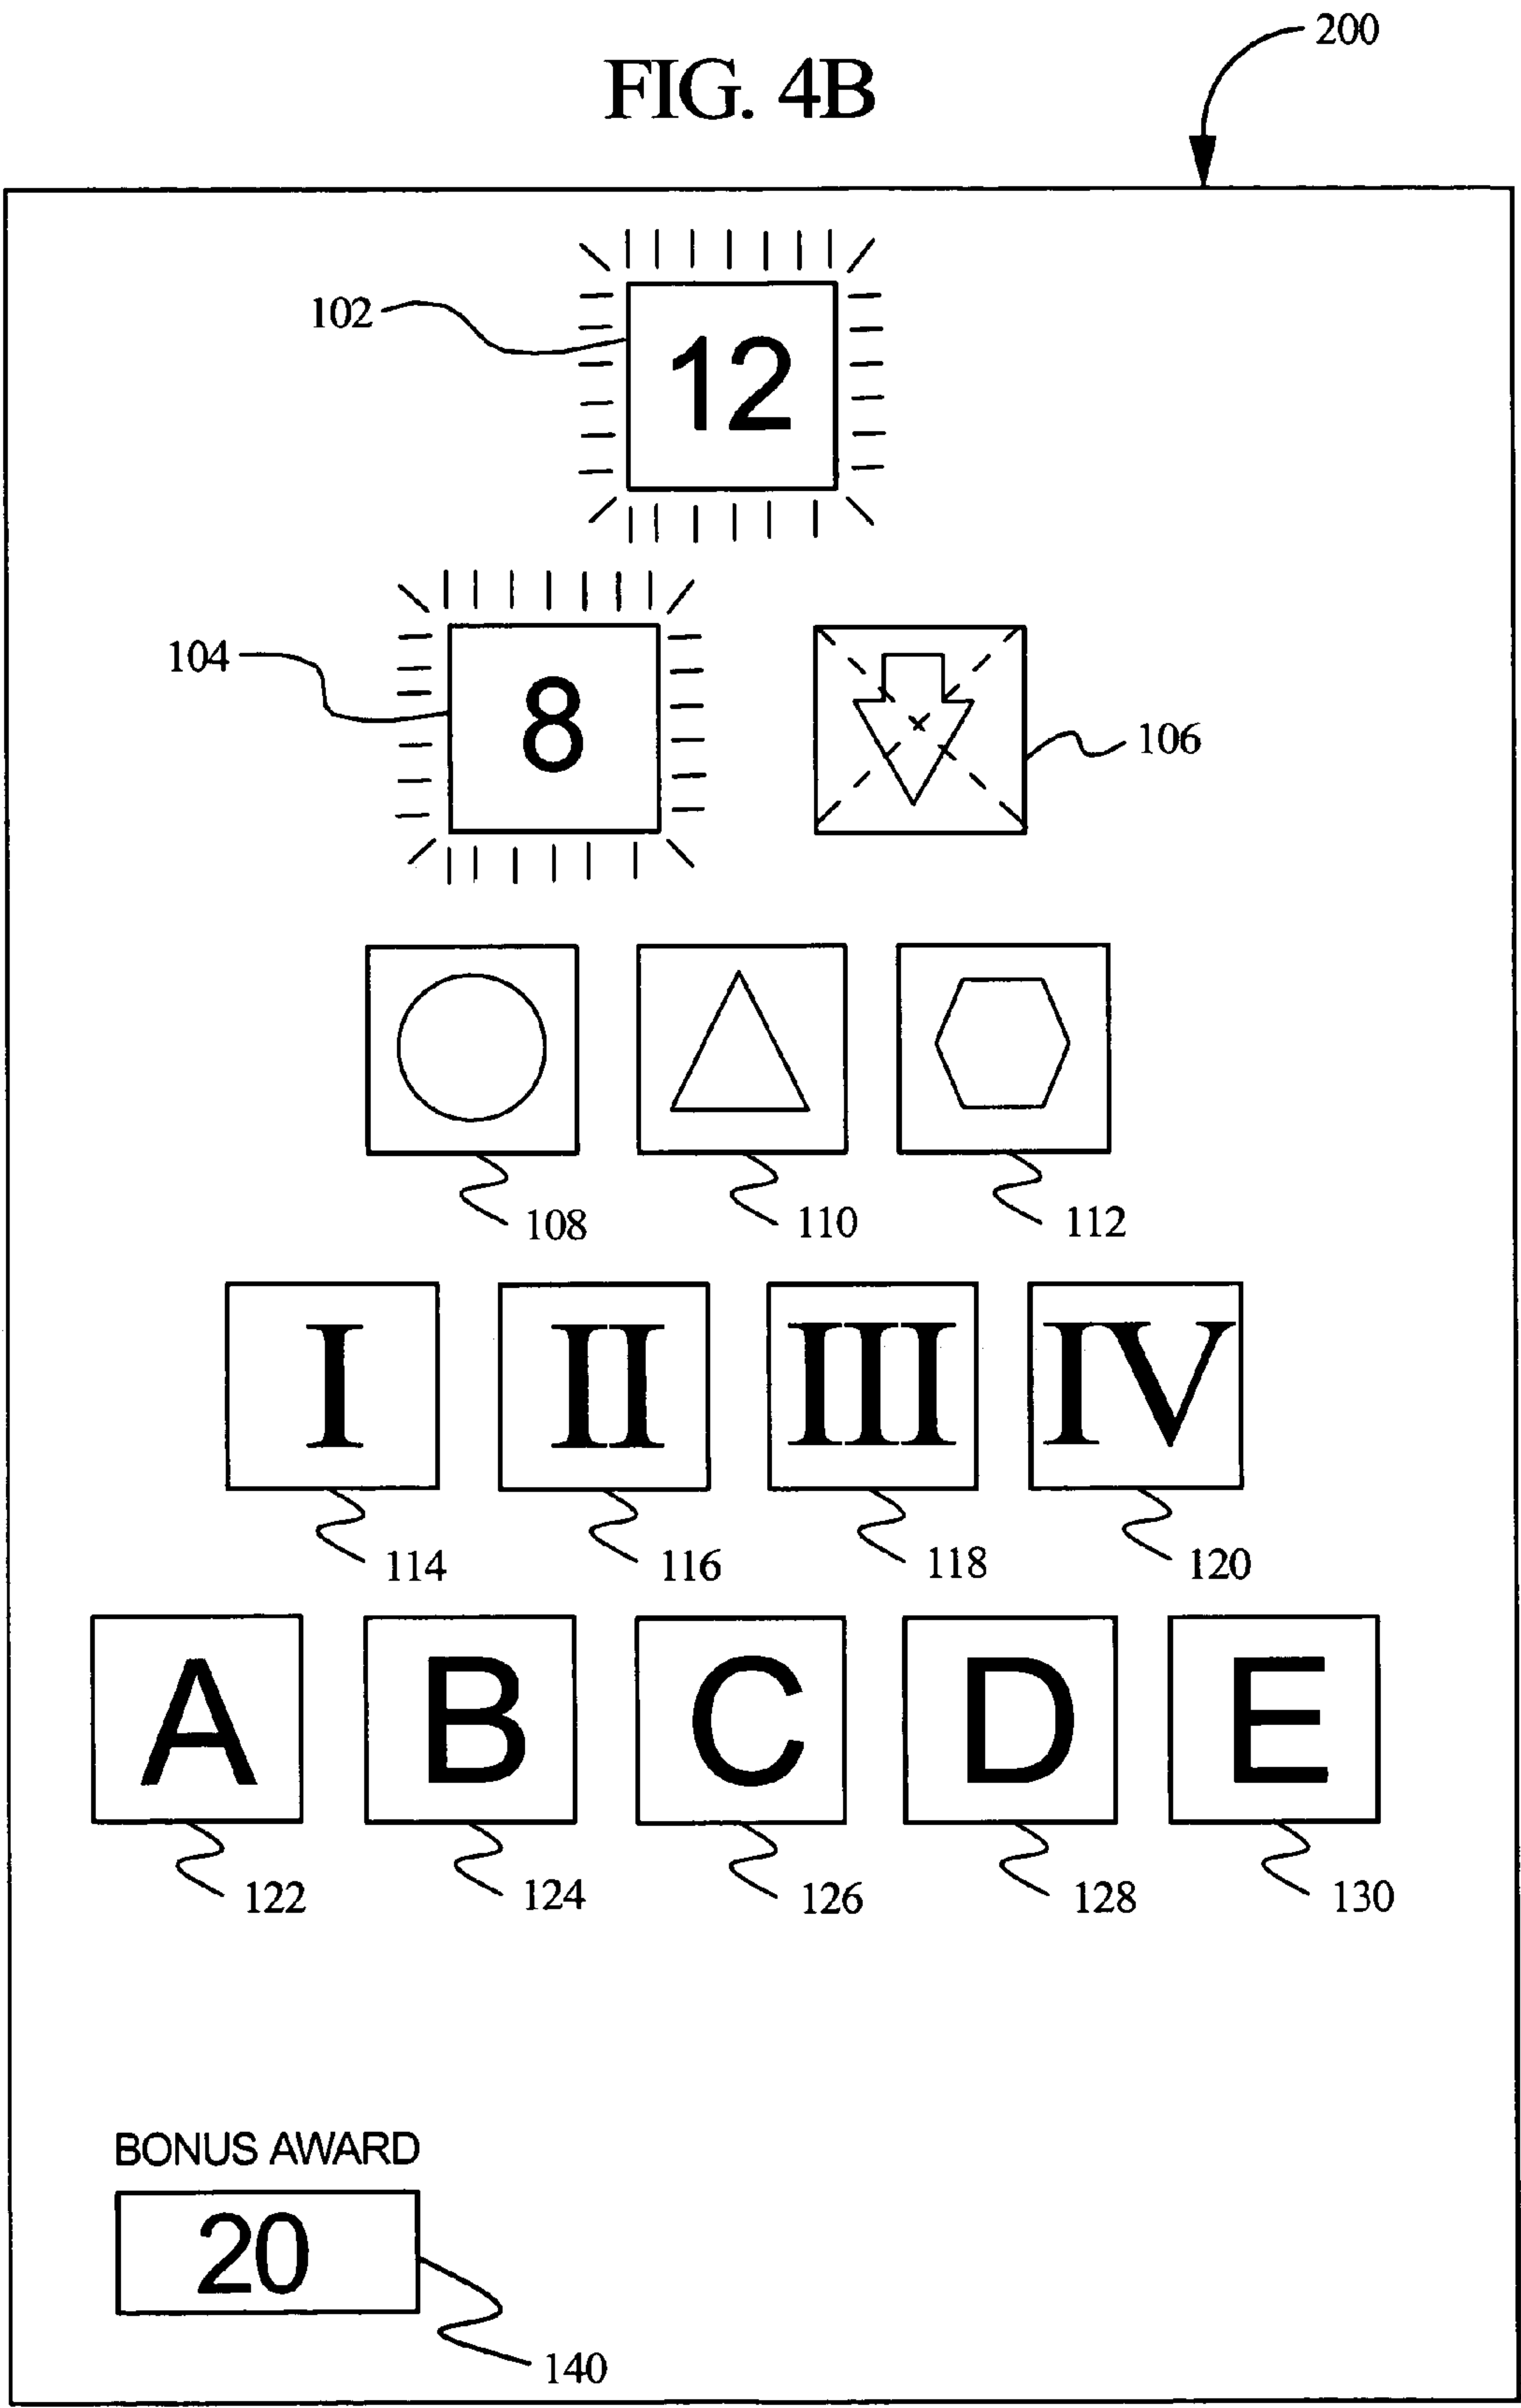 200
FIG. 4B
102
12
104
8
106
108 110 112
I II III IV
114 116 118 120
A B C D E
122 124 126 128 130
BONUS AWARD
20
140